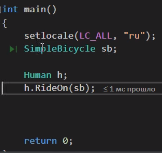 int main()
{
setlocale(LC_ALL, "ru");
SimpleBicycle sb;
Human h;
h.RideOn(sb); ≤ 1 мс прошло
return 0;